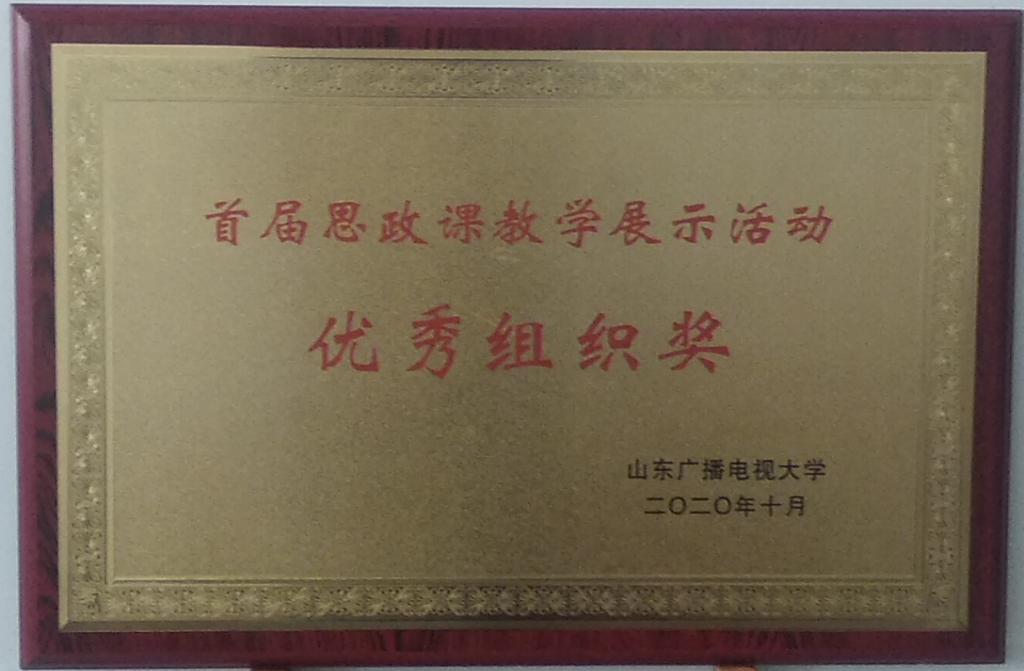 首届思政课教学展示活动
优秀组织奖
山东广播电视大学
二〇二〇年十月